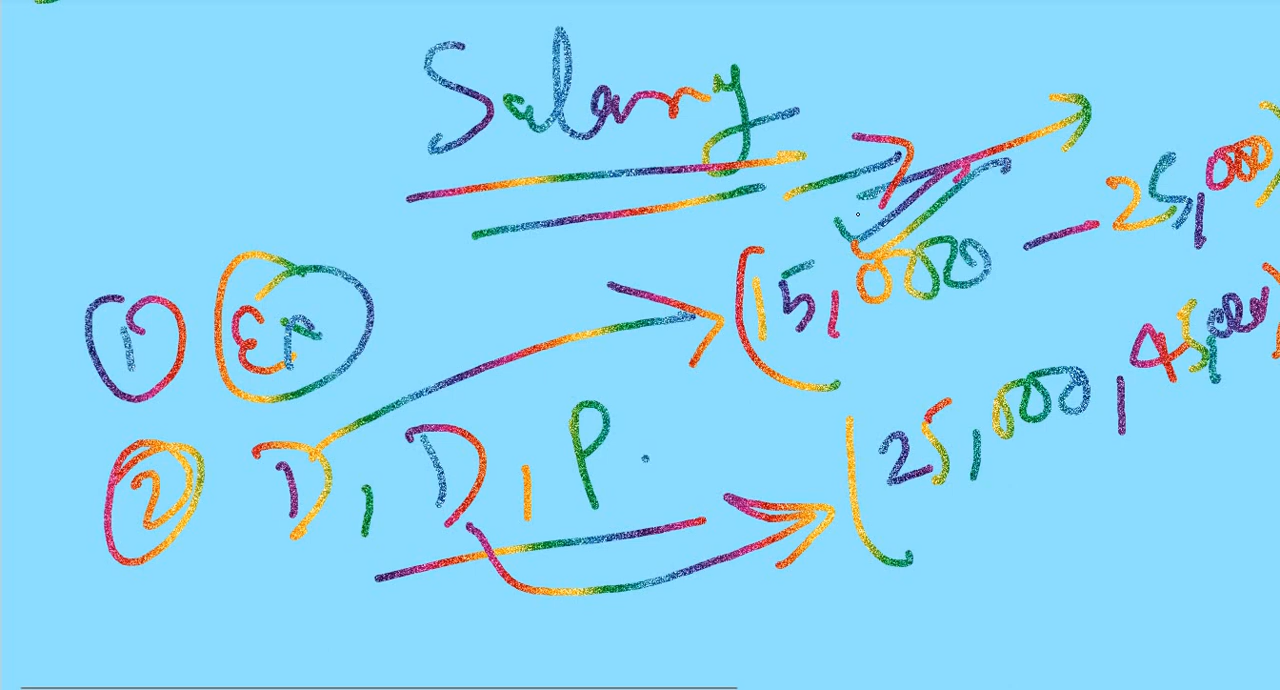 Salary
① Er (15,000 - 25,000)
② D, D, P. (25,000, 45,000)